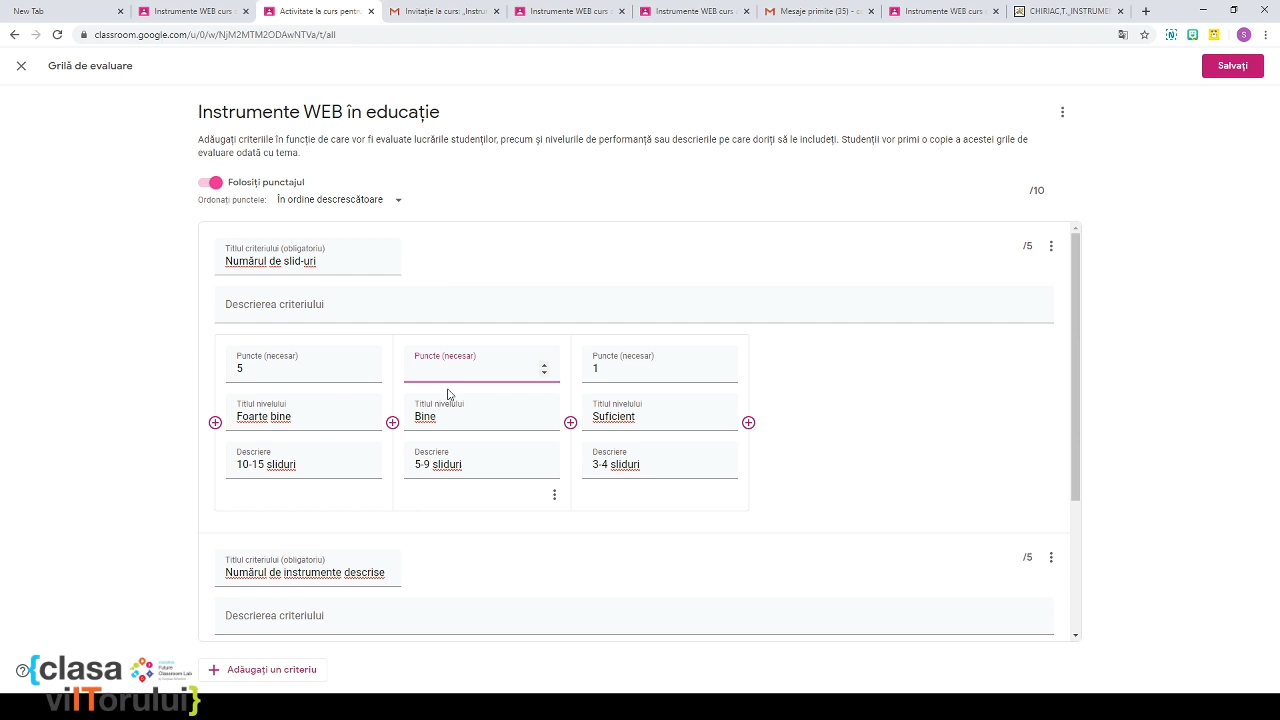 New Tab
Instrumente WEB curs
Activitate la curs pentru
Invitație la curs: „Instru
Instrumente WEB curs
Instrumente WEB curs
Mesaje primite (35) - c
Instrumente WEB curs
CHIRIAC,T._INSTRUMEN
classroom.google.com/u/0/w/NjM2MTM2ODAwNTVa/t/all
Grilă de evaluare
Salvați
Instrumente WEB în educație
Adăugați criteriile în funcție de care vor fi evaluate lucrările studenților, precum și nivelurile de performanță sau descrierile pe care doriți să le includeți. Studenții vor primi o copie a acestei grile de
evaluare odată cu tema.
Folosiți punctajul
Ordonați punctele: În ordine descrescătoare
/10
Titlul criteriului (obligatoriu)
Numărul de slid-uri
/5
Descrierea criteriului
Puncte (necesar)
5
Titlul nivelului
Foarte bine
Descriere
10-15 sliduri
Puncte (necesar)
Titlul nivelului
Bine
Descriere
5-9 sliduri
Puncte (necesar)
1
Titlul nivelului
Suficient
Descriere
3-4 sliduri
Titlul criteriului (obligatoriu)
Numărul de instrumente descrise
/5
Descrierea criteriului
Adăugați un criteriu
{clasa
viITorului}
Future
Classroom Lab